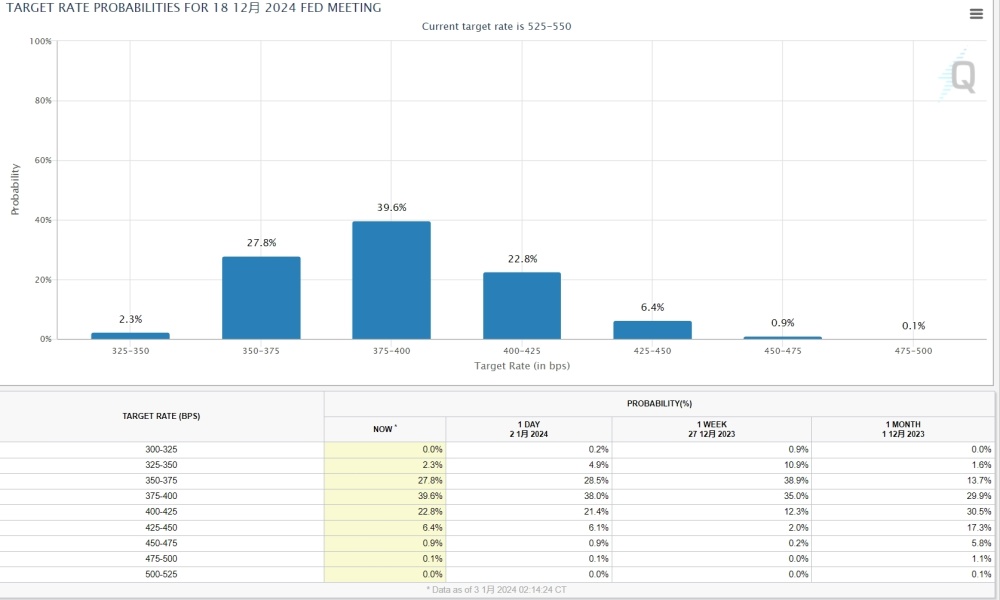 TARGET RATE PROBABILITIES FOR 18 12月 2024 FED MEETING
Current target rate is 525-550
100%
80%
60%
40%
20%
0%
Probability
2.3%
27.8%
39.6%
22.8%
6.4%
0.9%
0.1%
325-350
350-375
375-400
400-425
425-450
450-475
475-500
Target Rate (in bps)
Q
TARGET RATE (BPS)
PROBABILITY(%)
NOW *
1 DAY
2 1月 2024
1 WEEK
27 12月 2023
1 MONTH
1 12月 2023
300-325 0.0% 0.2% 0.9% 0.0%
325-350 2.3% 4.9% 10.9% 1.6%
350-375 27.8% 28.5% 38.9% 13.7%
375-400 39.6% 38.0% 35.0% 29.9%
400-425 22.8% 21.4% 12.3% 30.5%
425-450 6.4% 6.1% 2.0% 17.3%
450-475 0.9% 0.9% 0.2% 5.8%
475-500 0.1% 0.1% 0.0% 1.1%
500-525 0.0% 0.0% 0.0% 0.1%
* Data as of 3 1月 2024 02:14:24 CT